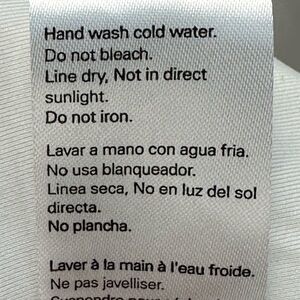 Hand wash cold water.
Do not bleach.
Line dry, Not in direct
sunlight.
Do not iron.
Lavar a mano con agua fria.
No usa blanqueador.
Linea seca, No en luz del sol
directa.
No plancha.
Laver à la main à l'eau froide.
Ne pas javelliser.